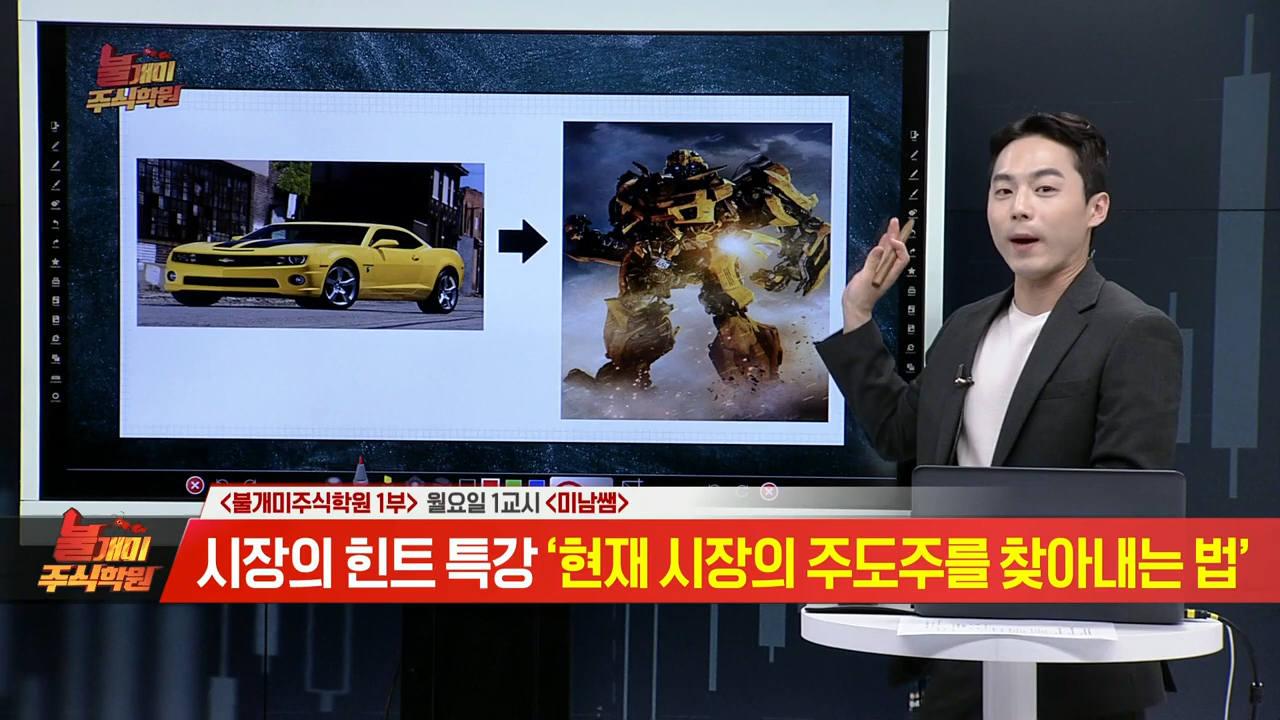 불개미
주식학원
<불개미주식학원 1부> 월요일 1교시 <미남쌤>
불개미
주식학원
시장의 힌트 특강 ‘현재 시장의 주도주를 찾아내는 법’